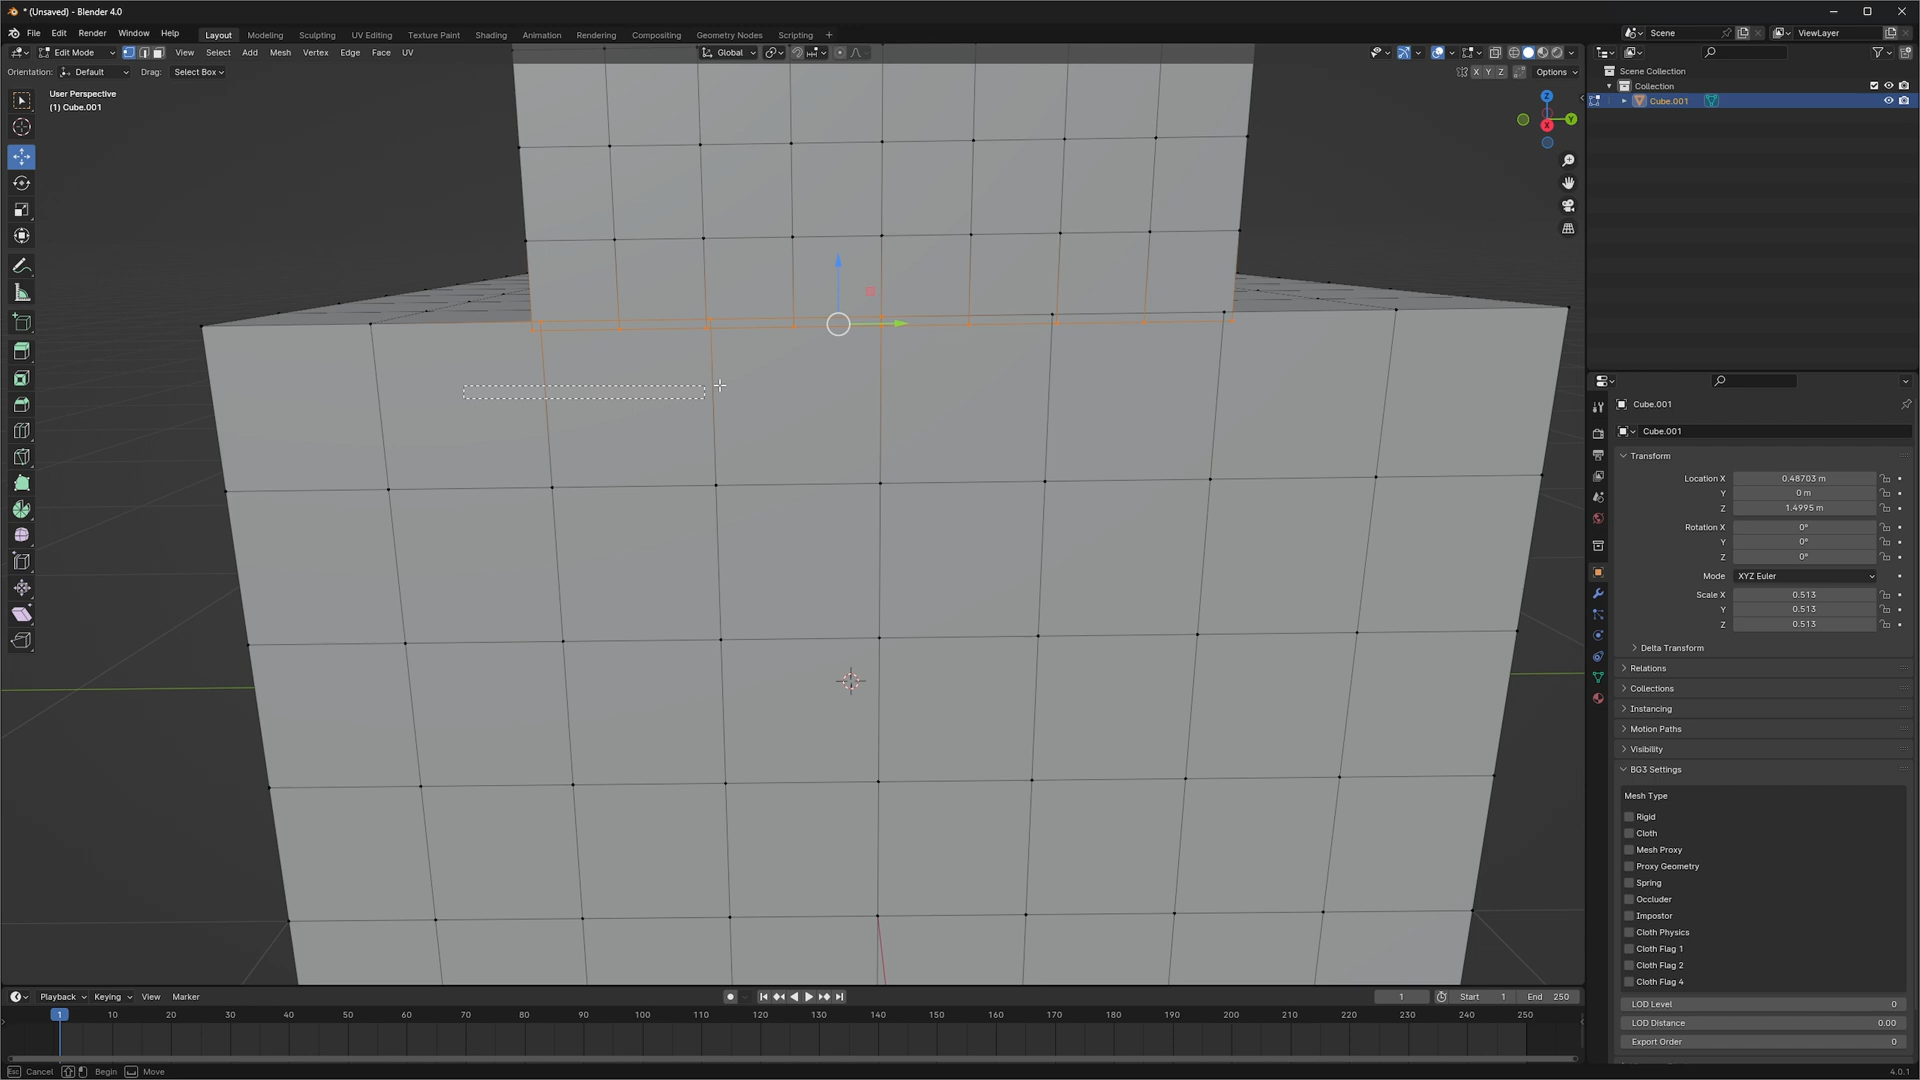 * (Unsaved) - Blender 4.0
File Edit Render Window Help Layout Modeling Sculpting UV Editing Texture Paint Shading Animation Rendering Compositing Geometry Nodes Scripting + Scene ViewLayer
Edit Mode View Select Add Mesh Vertex Edge Face UV Global
Orientation: Default Drag: Select Box X Y Z Options
User Perspective
(1) Cube.001
Z
Y
X
Scene Collection
Collection
Cube.001
Cube.001
Cube.001
Transform
Location X 0.48703 m
Y 0 m
Z 1.4995 m
Rotation X 0°
Y 0°
Z 0°
Mode XYZ Euler
Scale X 0.513
Y 0.513
Z 0.513
Delta Transform
Relations
Collections
Instancing
Motion Paths
Visibility
BG3 Settings
Mesh Type
Rigid
Cloth
Mesh Proxy
Proxy Geometry
Spring
Occluder
Impostor
Cloth Physics
Cloth Flag 1
Cloth Flag 2
Cloth Flag 4
LOD Level 0
LOD Distance 0.00
Export Order 0
Playback Keying View Marker 1 Start 1 End 250
1 10 20 30 40 50 60 70 80 90 100 110 120 130 140 150 160 170 180 190 200 210 220 230 240 250
Esc Cancel Begin Move 4.0.1